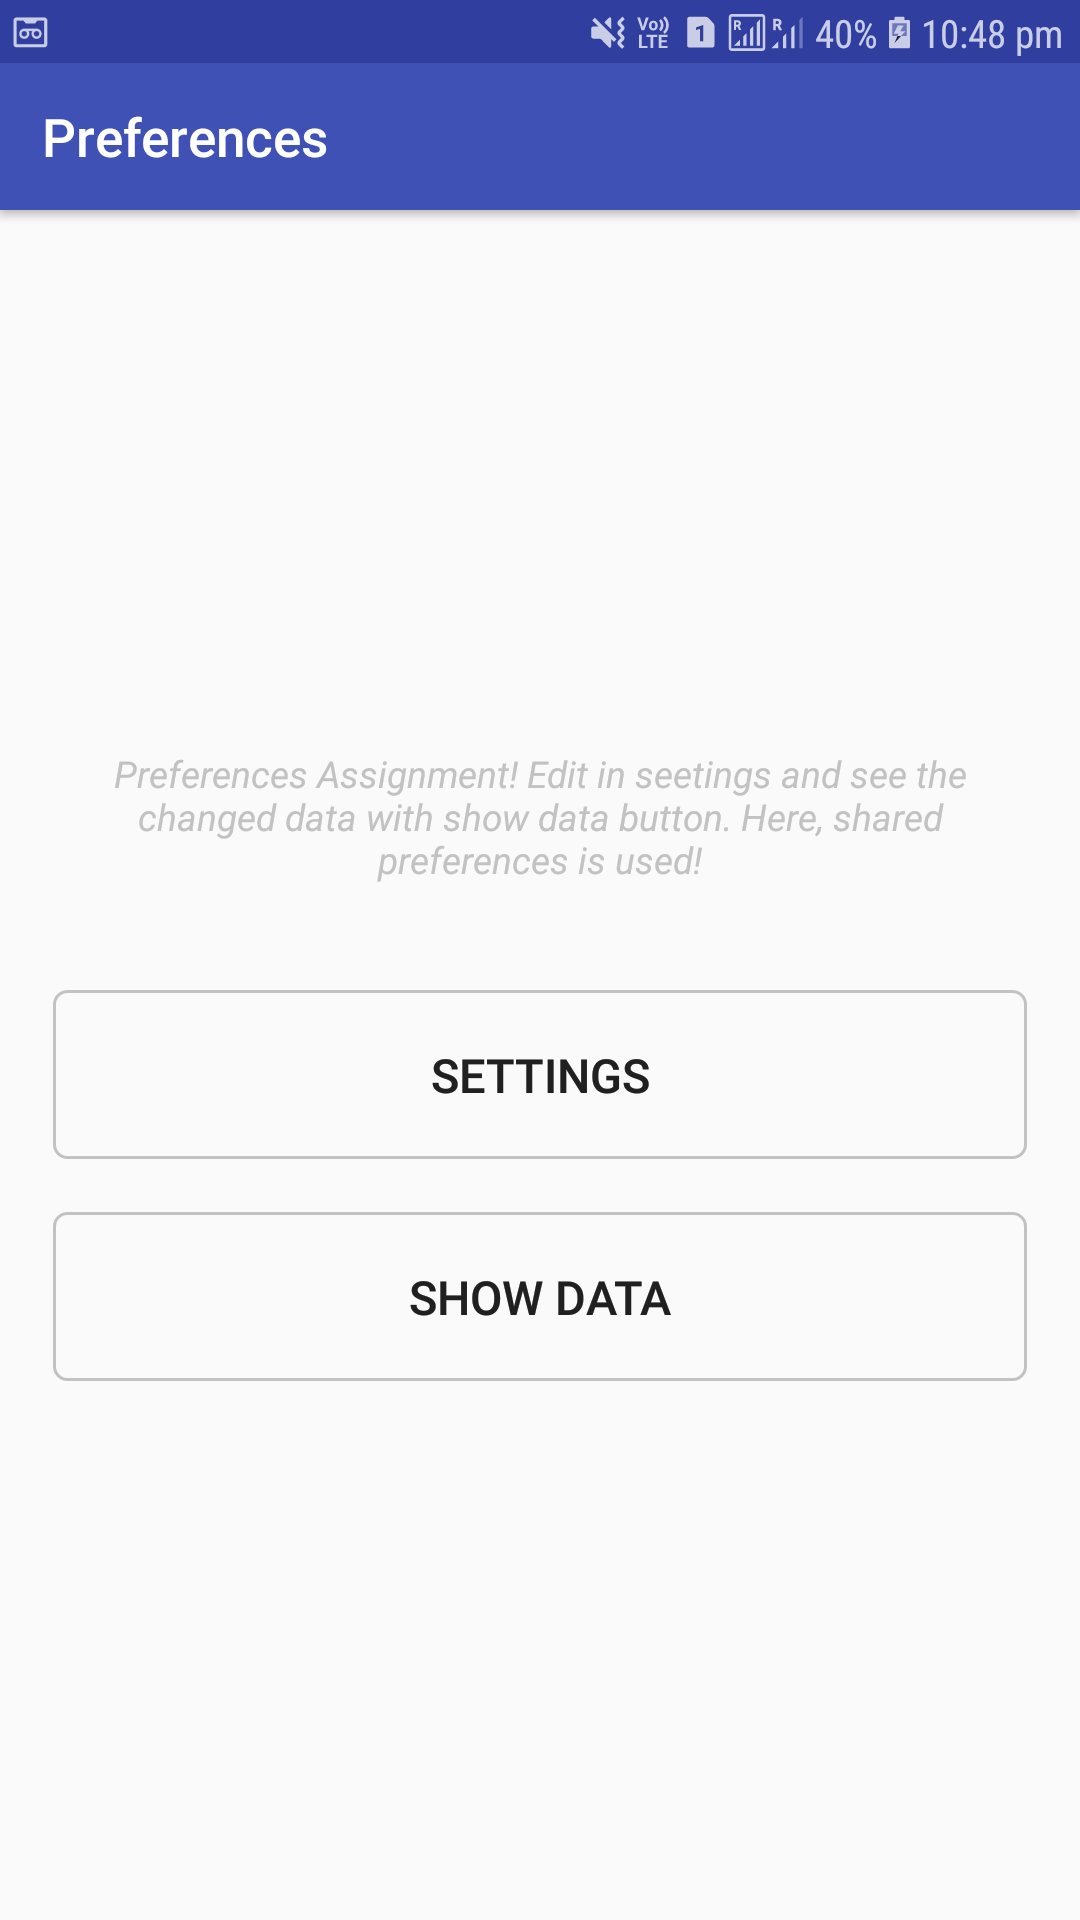 Vo)) LTE 1 R R 40% 10:48 pm
Preferences
Preferences Assignment! Edit in seetings and see the
changed data with show data button. Here, shared
preferences is used!
SETTINGS
SHOW DATA